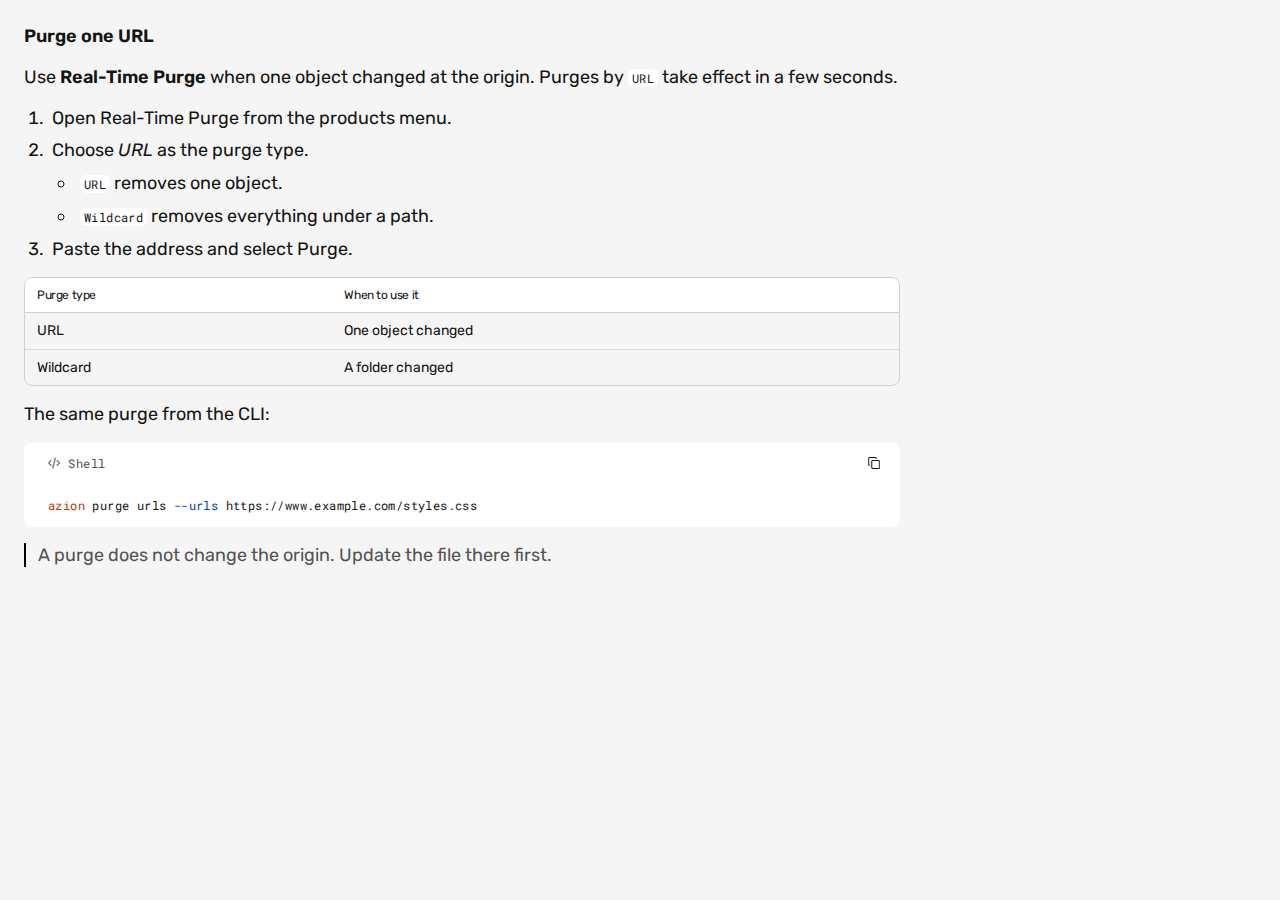 Purge one URL
Use Real-Time Purge when one object changed at the origin. Purges by URL take effect in a few seconds.
1. Open Real-Time Purge from the products menu.
2. Choose URL as the purge type.
URL removes one object.
Wildcard removes everything under a path.
3. Paste the address and select Purge.
Purge type When to use it
URL One object changed
Wildcard A folder changed
The same purge from the CLI:
</> Shell
azion purge urls --urls https://www.example.com/styles.css
A purge does not change the origin. Update the file there first.